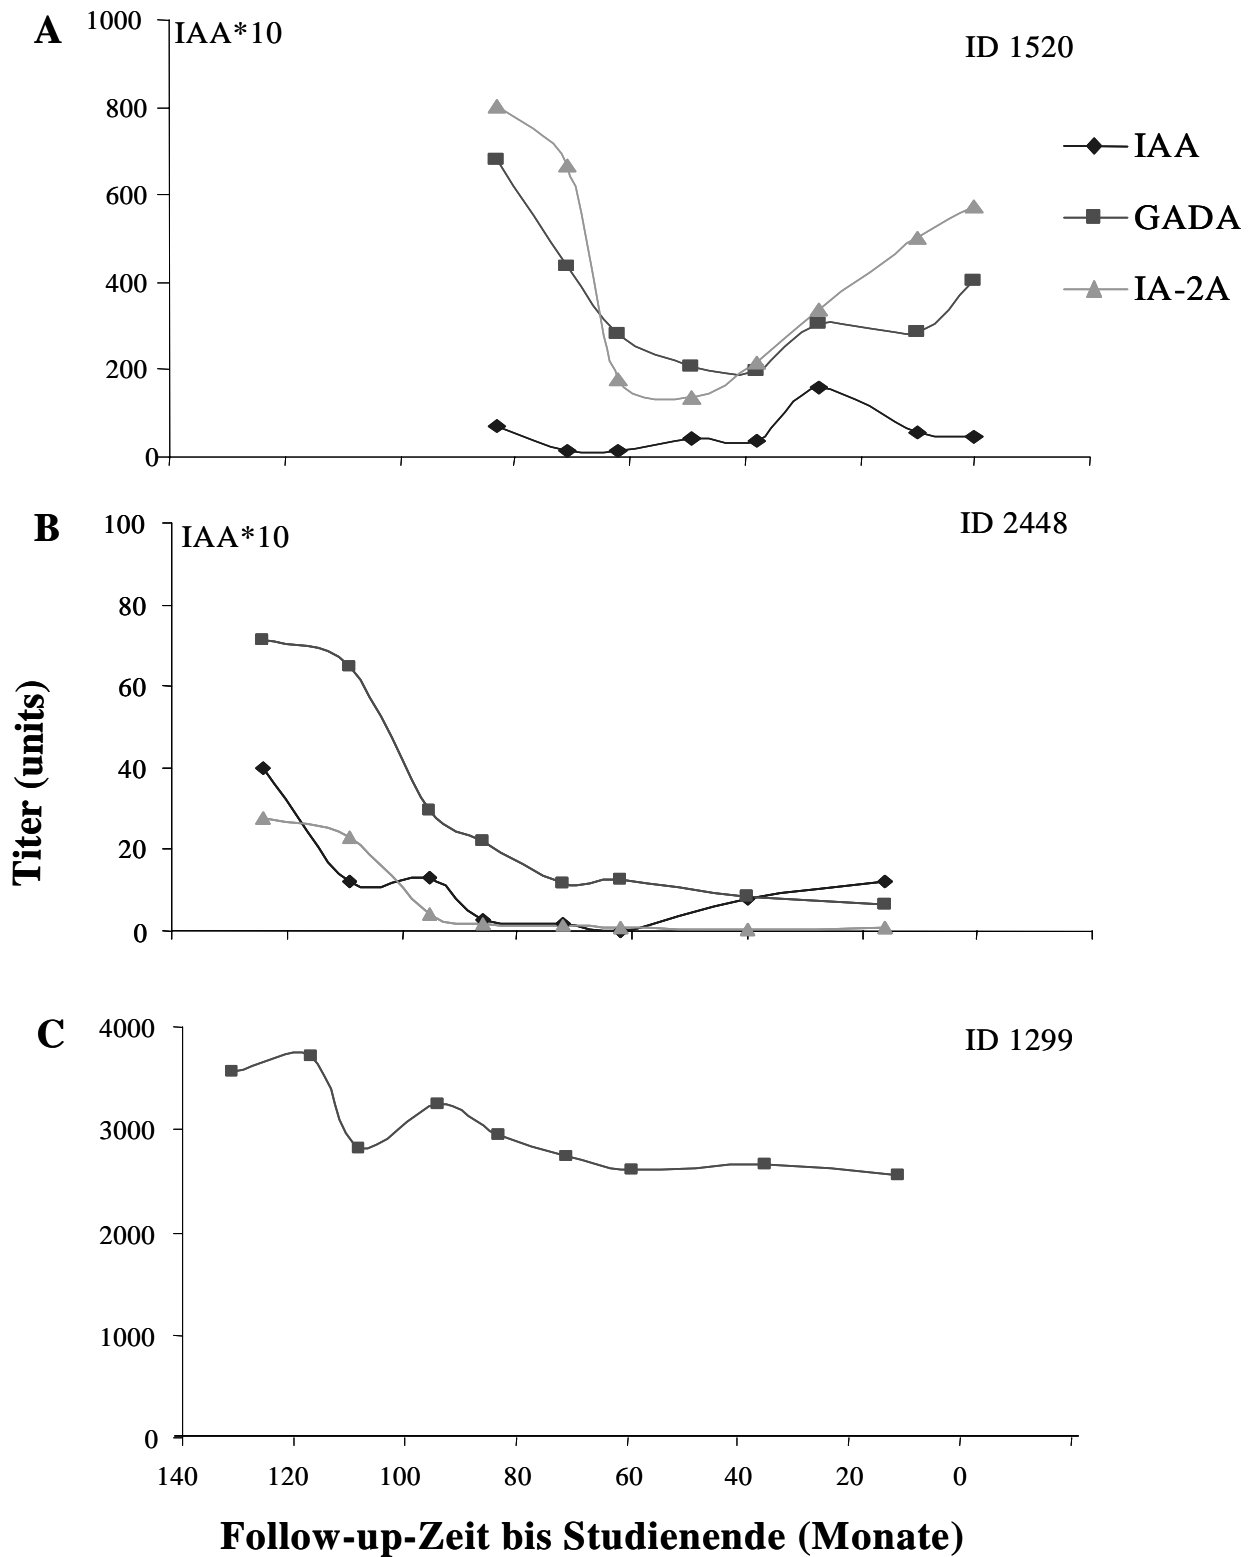 A
IAA*10
ID 1520
1000
800
600
400
200
0
IAA
GADA
IA-2A
B
IAA*10
ID 2448
100
80
60
40
20
0
Titer (units)
C
ID 1299
4000
3000
2000
1000
0
140 120 100 80 60 40 20 0
Follow-up-Zeit bis Studienende (Monate)